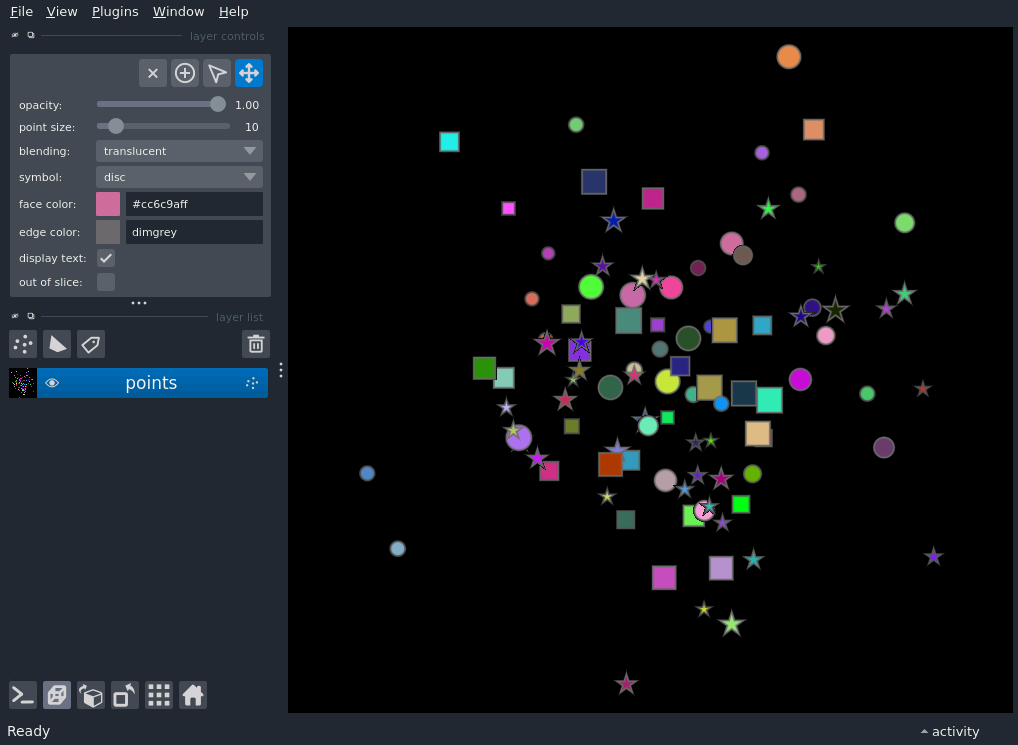 File View Plugins Window Help
layer controls
opacity: 1.00
point size: 10
blending: translucent
symbol: disc
face color: #cc6c9aff
edge color: dimgrey
display text:
out of slice:
layer list
points
Ready
activity